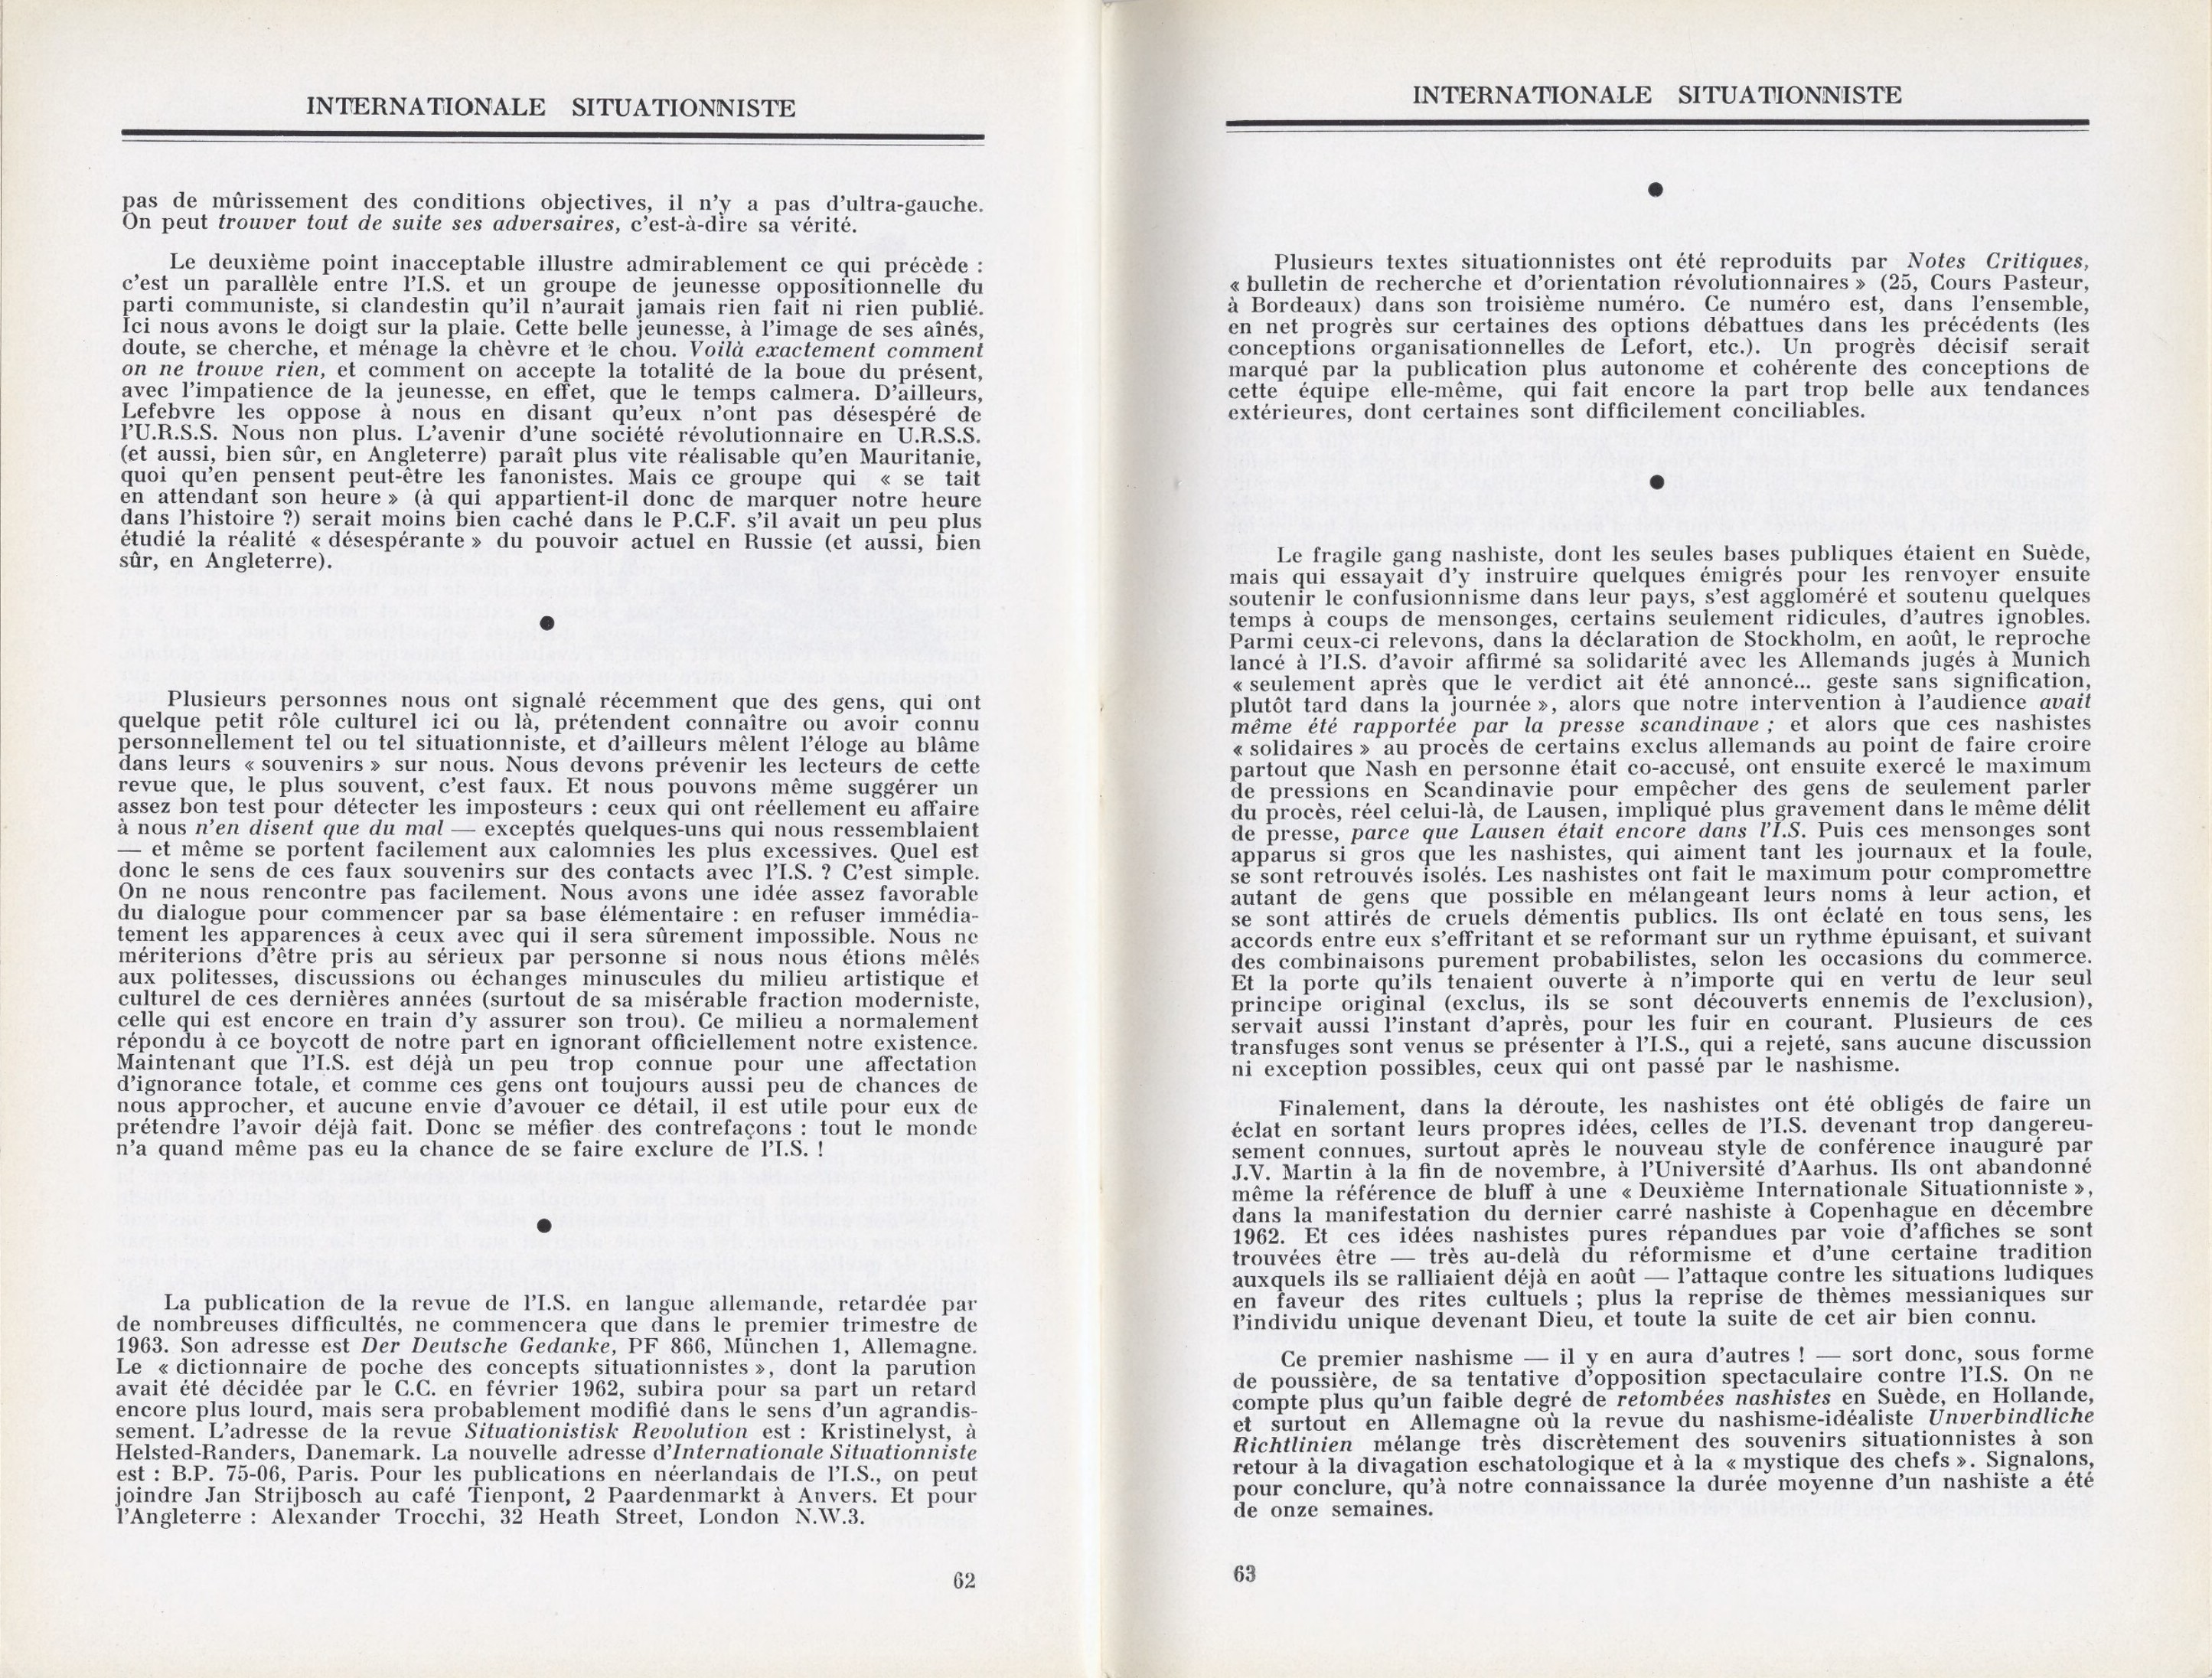 INTERNATIONALE SITUATIONNISTE
pas de mûrissement des conditions objectives, il n'y a pas d'ultra-gauche.
On peut trouver tout de suite ses adversaires, c'est-à-dire sa vérité.
Le deuxième point inacceptable illustre admirablement ce qui précède :
c'est un parallèle entre l'I.S. et un groupe de jeunesse oppositionnelle du
parti communiste, si clandestin qu'il n'aurait jamais rien fait ni rien publié.
Ici nous avons le doigt sur la plaie. Cette belle jeunesse, à l'image de ses aînés,
doute, se cherche, et ménage la chèvre et le chou. Voilà exactement comment
on ne trouve rien, et comment on accepte la totalité de la boue du présent,
avec l'impatience de la jeunesse, en effet, que le temps calmera. D'ailleurs,
Lefebvre les oppose à nous en disant qu'eux n'ont pas désespéré de
l'U.R.S.S. Nous non plus. L'avenir d'une société révolutionnaire en U.R.S.S.
(et aussi, bien sûr, en Angleterre) paraît plus vite réalisable qu'en Mauritanie,
quoi qu'en pensent peut-être les fanonistes. Mais ce groupe qui « se tait
en attendant son heure » (à qui appartient-il donc de marquer notre heure
dans l'histoire ?) serait moins bien caché dans le P.C.F. s'il avait un peu plus
étudié la réalité « désespérante » du pouvoir actuel en Russie (et aussi, bien
sûr, en Angleterre).
●
Plusieurs personnes nous ont signalé récemment que des gens, qui ont
quelque petit rôle culturel ici ou là, prétendent connaître ou avoir connu
personnellement tel ou tel situationniste, et d'ailleurs mêlent l'éloge au blâme
dans leurs « souvenirs » sur nous. Nous devons prévenir les lecteurs de cette
revue que, le plus souvent, c'est faux. Et nous pouvons même suggérer un
assez bon test pour détecter les imposteurs : ceux qui ont réellement eu affaire
à nous n'en disent que du mal — exceptés quelques-uns qui nous ressemblaient
— et même se portent facilement aux calomnies les plus excessives. Quel est
donc le sens de ces faux souvenirs sur des contacts avec l'I.S. ? C'est simple.
On ne nous rencontre pas facilement. Nous avons une idée assez favorable
du dialogue pour commencer par sa base élémentaire : en refuser immédia-
tement les apparences à ceux avec qui il sera sûrement impossible. Nous ne
mériterions d'être pris au sérieux par personne si nous nous étions mêlés
aux politesses, discussions ou échanges minuscules du milieu artistique et
culturel de ces dernières années (surtout de sa misérable fraction moderniste,
celle qui est encore en train d'y assurer son trou). Ce milieu a normalement
répondu à ce boycott de notre part en ignorant officiellement notre existence.
Maintenant que l'I.S. est déjà un peu trop connue pour une affectation
d'ignorance totale, et comme ces gens ont toujours aussi peu de chances de
nous approcher, et aucune envie d'avouer ce détail, il est utile pour eux de
prétendre l'avoir déjà fait. Donc se méfier des contrefaçons : tout le monde
n'a quand même pas eu la chance de se faire exclure de l'I.S. !
●
La publication de la revue de l'I.S. en langue allemande, retardée par
de nombreuses difficultés, ne commencera que dans le premier trimestre de
1963. Son adresse est Der Deutsche Gedanke, PF 866, München 1, Allemagne.
Le « dictionnaire de poche des concepts situationnistes », dont la parution
avait été décidée par le C.C. en février 1962, subira pour sa part un retard
encore plus lourd, mais sera probablement modifié dans le sens d'un agrandis-
sement. L'adresse de la revue Situationistisk Revolution est : Kristinelyst, à
Helsted-Randers, Danemark. La nouvelle adresse d'Internationale Situationniste
est : B.P. 75-06, Paris. Pour les publications en néerlandais de l'I.S., on peut
joindre Jan Strijbosch au café Tienpont, 2 Paardenmarkt à Anvers. Et pour
l'Angleterre : Alexander Trocchi, 32 Heath Street, London N.W.3.
62
INTERNATIONALE SITUATIONNISTE
●
Plusieurs textes situationnistes ont été reproduits par Notes Critiques,
« bulletin de recherche et d'orientation révolutionnaires » (25, Cours Pasteur,
à Bordeaux) dans son troisième numéro. Ce numéro est, dans l'ensemble,
en net progrès sur certaines des options débattues dans les précédents (les
conceptions organisationnelles de Lefort, etc.). Un progrès décisif serait
marqué par la publication plus autonome et cohérente des conceptions de
cette équipe elle-même, qui fait encore la part trop belle aux tendances
extérieures, dont certaines sont difficilement conciliables.
●
Le fragile gang nashiste, dont les seules bases publiques étaient en Suède,
mais qui essayait d'y instruire quelques émigrés pour les renvoyer ensuite
soutenir le confusionnisme dans leur pays, s'est aggloméré et soutenu quelques
temps à coups de mensonges, certains seulement ridicules, d'autres ignobles.
Parmi ceux-ci relevons, dans la déclaration de Stockholm, en août, le reproche
lancé à l'I.S. d'avoir affirmé sa solidarité avec les Allemands jugés à Munich
« seulement après que le verdict ait été annoncé... geste sans signification,
plutôt tard dans la journée », alors que notre intervention à l'audience avait
même été rapportée par la presse scandinave ; et alors que ces nashistes
« solidaires » au procès de certains exclus allemands au point de faire croire
partout que Nash en personne était co-accusé, ont ensuite exercé le maximum
de pressions en Scandinavie pour empêcher des gens de seulement parler
du procès, réel celui-là, de Lausen, impliqué plus gravement dans le même délit
de presse, parce que Lausen était encore dans l'I.S. Puis ces mensonges sont
apparus si gros que les nashistes, qui aiment tant les journaux et la foule,
se sont retrouvés isolés. Les nashistes ont fait le maximum pour compromettre
autant de gens que possible en mélangeant leurs noms à leur action, et
se sont attirés de cruels démentis publics. Ils ont éclaté en tous sens, les
accords entre eux s'effritant et se reformant sur un rythme épuisant, et suivant
des combinaisons purement probabilistes, selon les occasions du commerce.
Et la porte qu'ils tenaient ouverte à n'importe qui en vertu de leur seul
principe original (exclus, ils se sont découverts ennemis de l'exclusion),
servait aussi l'instant d'après, pour les fuir en courant. Plusieurs de ces
transfuges sont venus se présenter à l'I.S., qui a rejeté, sans aucune discussion
ni exception possibles, ceux qui ont passé par le nashisme.
Finalement, dans la déroute, les nashistes ont été obligés de faire un
éclat en sortant leurs propres idées, celles de l'I.S. devenant trop dangereu-
sement connues, surtout après le nouveau style de conférence inauguré par
J.V. Martin à la fin de novembre, à l'Université d'Aarhus. Ils ont abandonné
même la référence de bluff à une « Deuxième Internationale Situationniste »,
dans la manifestation du dernier carré nashiste à Copenhague en décembre
1962. Et ces idées nashistes pures répandues par voie d'affiches se sont
trouvées être — très au-delà du réformisme et d'une certaine tradition
auxquels ils se ralliaient déjà en août — l'attaque contre les situations ludiques
en faveur des rites cultuels ; plus la reprise de thèmes messianiques sur
l'individu unique devenant Dieu, et toute la suite de cet air bien connu.
Ce premier nashisme — il y en aura d'autres ! — sort donc, sous forme
de poussière, de sa tentative d'opposition spectaculaire contre l'I.S. On ne
compte plus qu'un faible degré de retombées nashistes en Suède, en Hollande,
et surtout en Allemagne où la revue du nashisme-idéaliste Unverbindliche
Richtlinien mélange très discrètement des souvenirs situationnistes à son
retour à la divagation eschatologique et à la « mystique des chefs ». Signalons,
pour conclure, qu'à notre connaissance la durée moyenne d'un nashiste a été
de onze semaines.
63